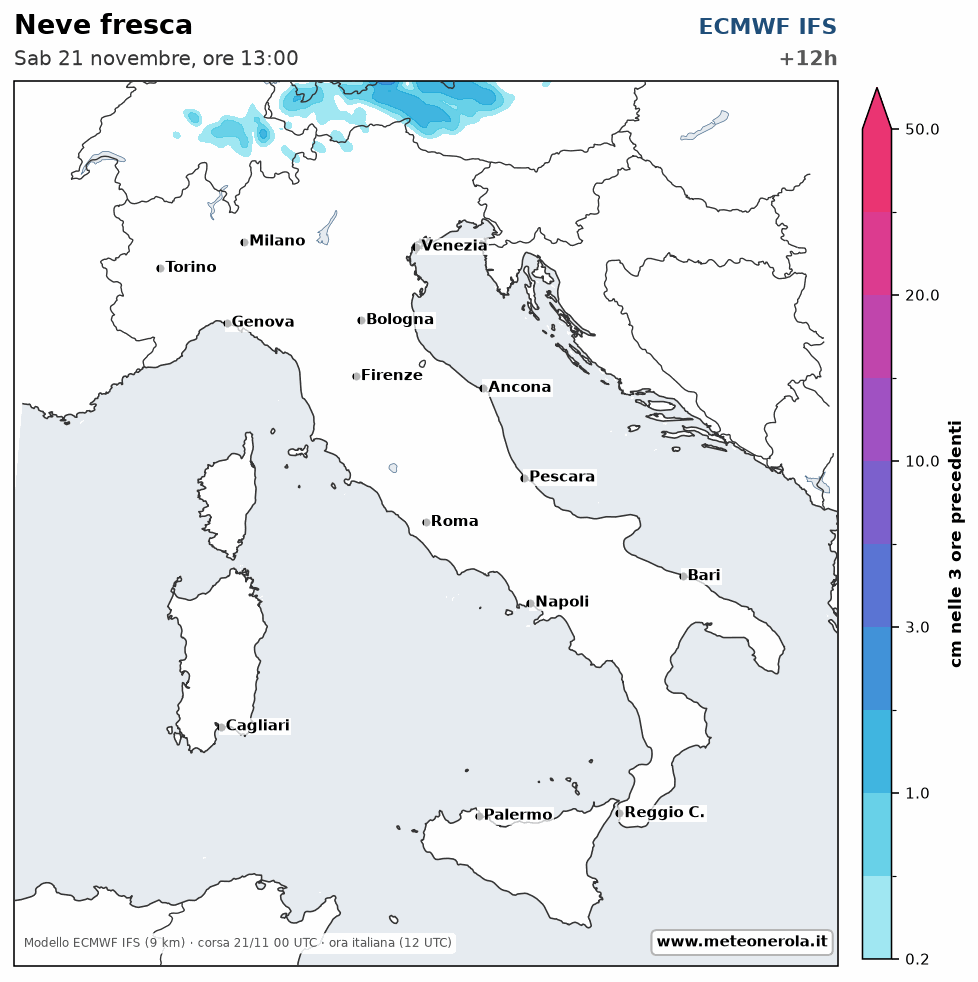 Neve fresca
ECMWF IFS
Sab 21 novembre, ore 13:00
+12h
50.0
20.0
10.0
3.0
1.0
0.2
cm nelle 3 ore precedenti
Milano
Venezia
Torino
Genova
Bologna
Firenze
Ancona
Pescara
Roma
Bari
Napoli
Cagliari
Palermo
Reggio C.
Modello ECMWF IFS (9 km) · corsa 21/11 00 UTC · ora italiana (12 UTC)
www.meteonerola.it